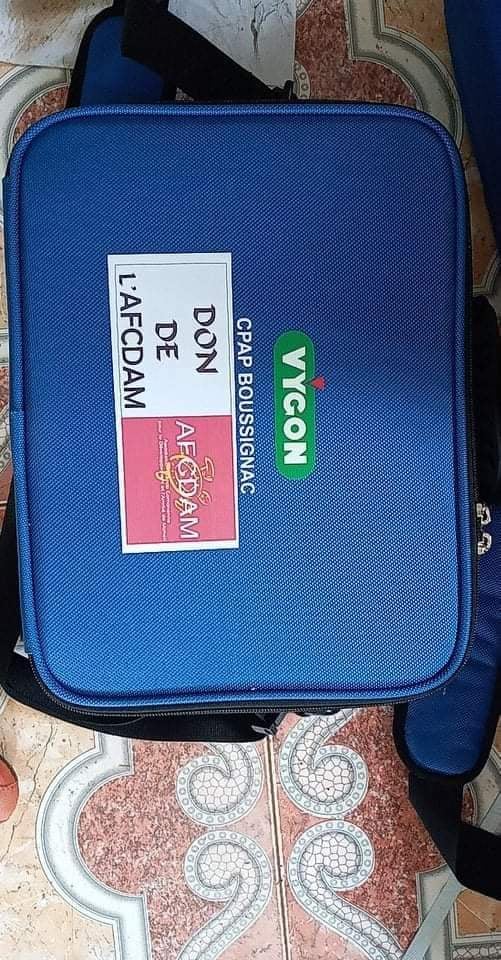 VYGON
CPAP BOUSSIGNAC
DON
DE
L'AFCDAM
AFCDAM